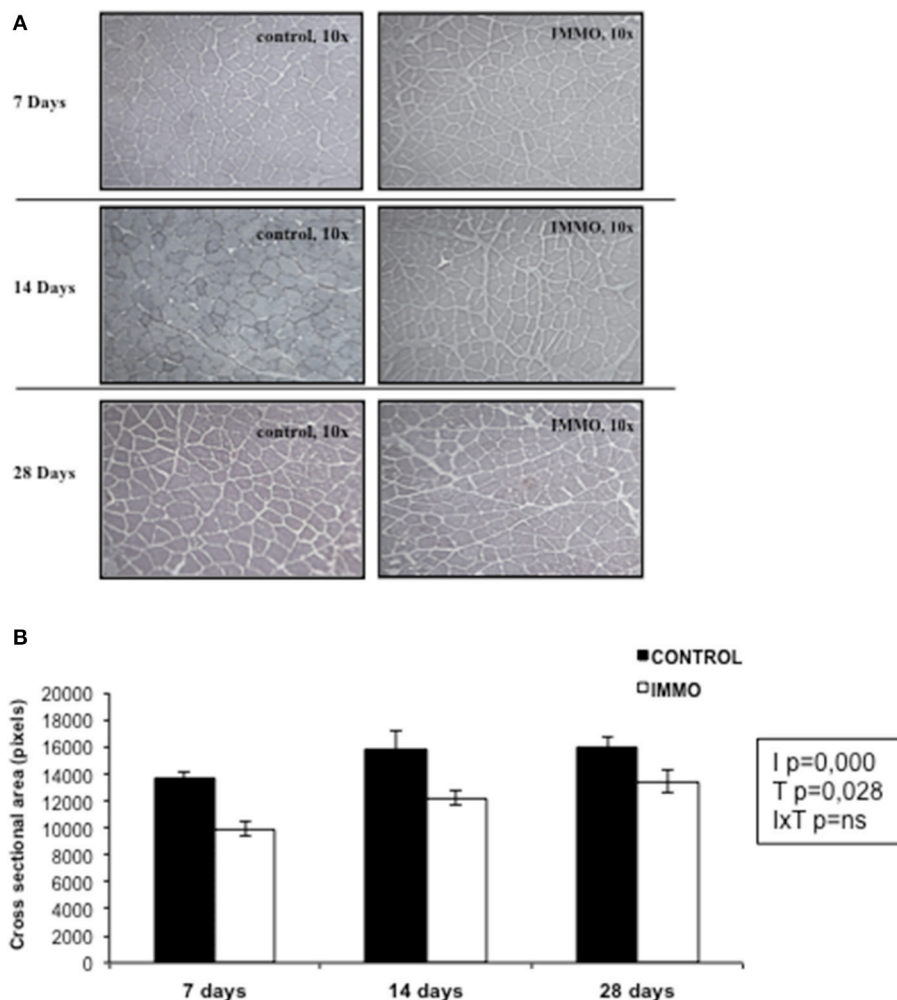 A
control, 10x
IMMO, 10x
7 Days
control, 10x
IMMO, 10x
14 Days
control, 10x
IMMO, 10x
28 Days
B
CONTROL
IMMO
Cross sectional area (pixels)
20000
18000
16000
14000
12000
10000
8000
6000
4000
2000
0
7 days
14 days
28 days
I p=0,000
T p=0,028
IxT p=ns